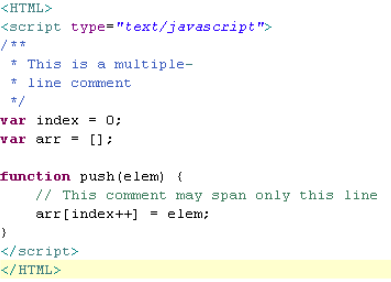 <HTML>
<script type="text/javascript">
/**
 * This is a multiple-
 * line comment
 */
var index = 0;
var arr = [];

function push(elem) {
    // This comment may span only this line
    arr[index++] = elem;
}
</script>
</HTML>